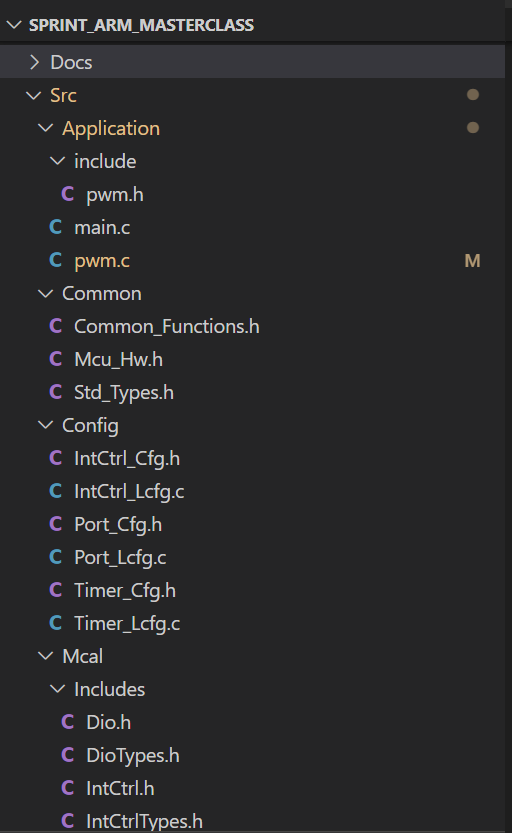 SPRINT_ARM_MASTERCLASS
Docs
Src
Application
include
C pwm.h
C main.c
C pwm.c M
Common
C Common_Functions.h
C Mcu_Hw.h
C Std_Types.h
Config
C IntCtrl_Cfg.h
C IntCtrl_Lcfg.c
C Port_Cfg.h
C Port_Lcfg.c
C Timer_Cfg.h
C Timer_Lcfg.c
Mcal
Includes
C Dio.h
C DioTypes.h
C IntCtrl.h
C IntCtrlTypes.h